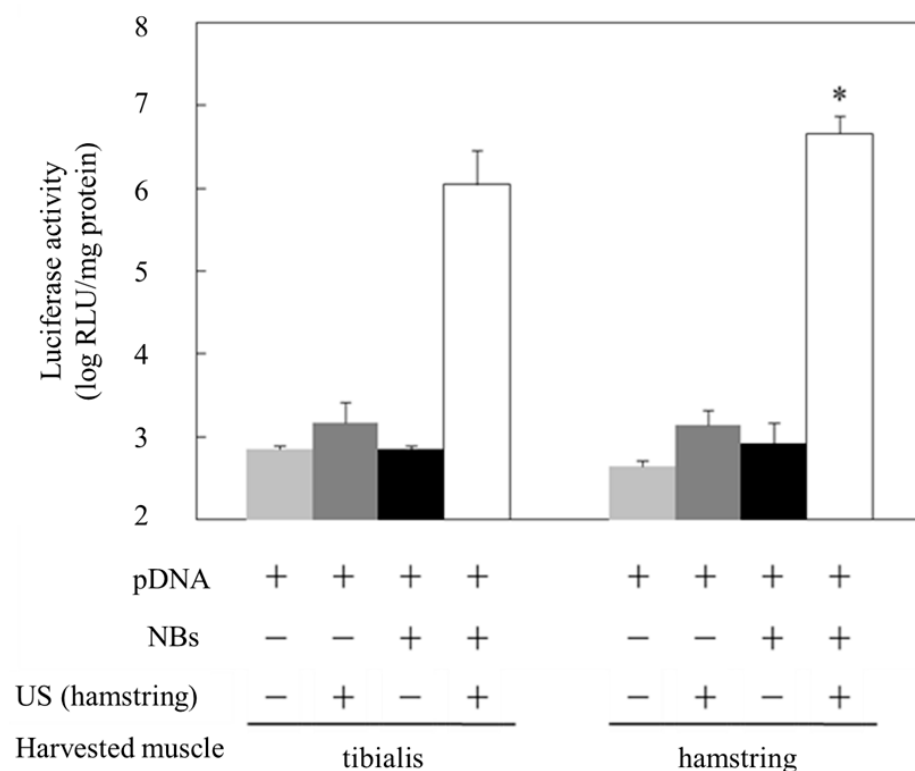 Luciferase activity
(log RLU/mg protein)
8
7
6
5
4
3
2
*
pDNA + + + + + + + +
NBs − − + + − − + +
US (hamstring) − + − + − + − +
Harvested muscle tibialis hamstring